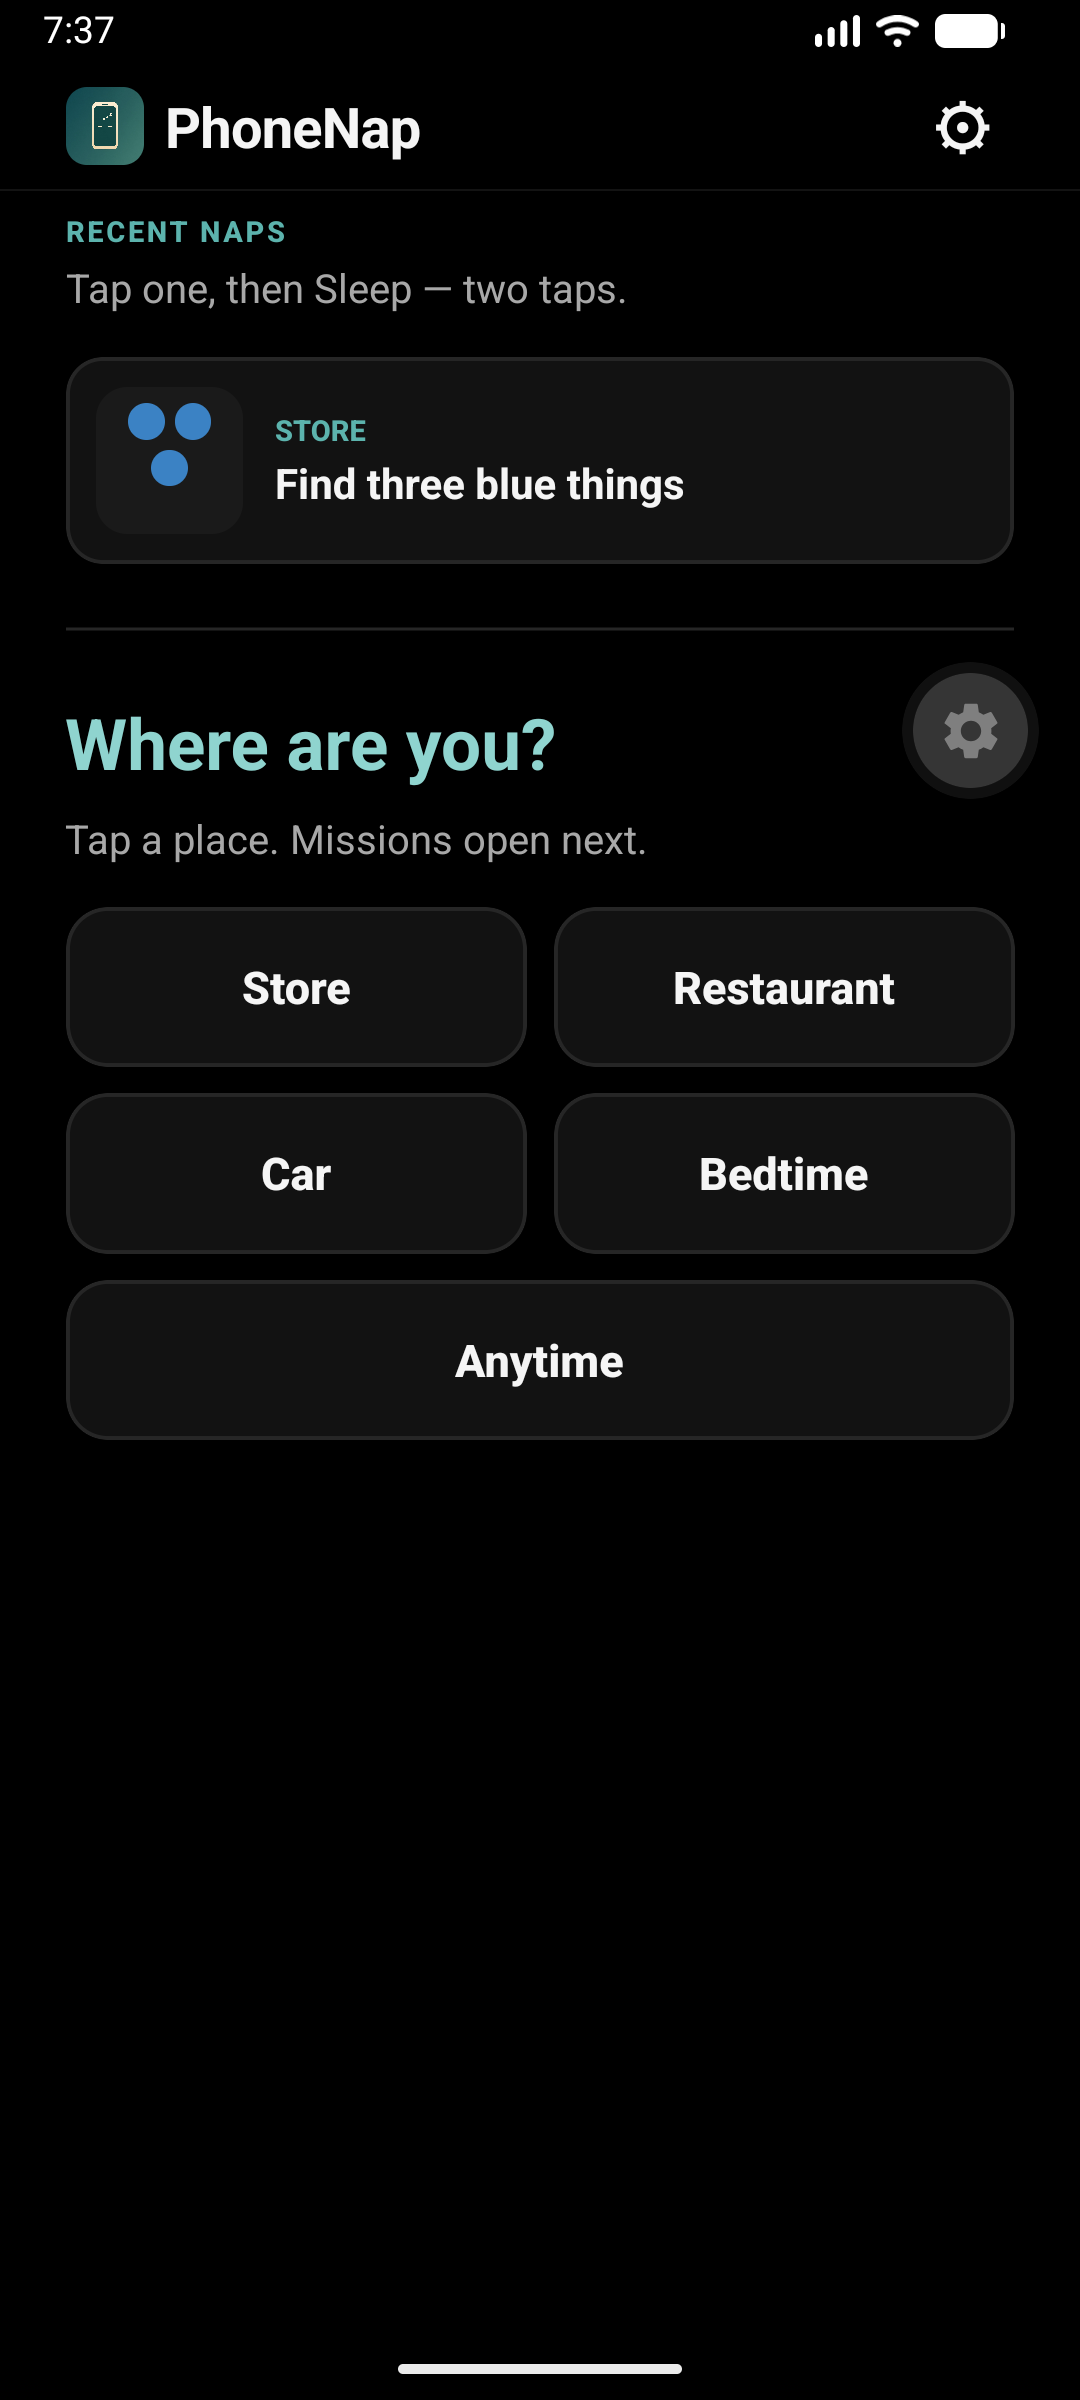 7:37
PhoneNap
RECENT NAPS
Tap one, then Sleep — two taps.
STORE
Find three blue things
Where are you?
Tap a place. Missions open next.
Store
Restaurant
Car
Bedtime
Anytime